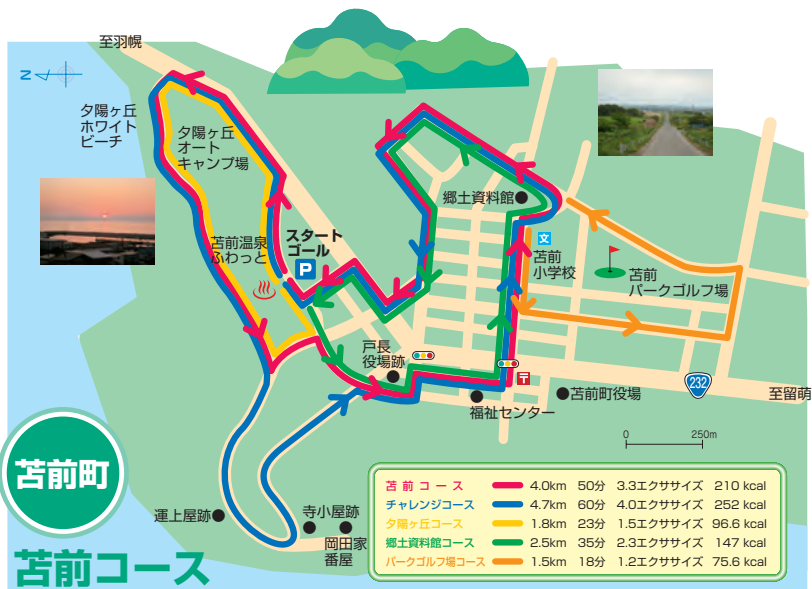 至羽幌
N
夕陽ヶ丘
ホワイト
ビーチ
夕陽ヶ丘
オート
キャンプ場
郷土資料館
文
苫前
小学校
苫前
パークゴルフ場
苫前温泉
ふわっと
スタート
ゴール
P
戸長
役場跡
〒
福祉センター
苫前町役場
232
至留萌
0 250m
苫前町
運上屋跡
寺小屋跡
岡田家
番屋
苫前コース
苫前コース 4.0km 50分 3.3エクササイズ 210 kcal
チャレンジコース 4.7km 60分 4.0エクササイズ 252 kcal
夕陽ヶ丘コース 1.8km 23分 1.5エクササイズ 96.6 kcal
郷土資料館コース 2.5km 35分 2.3エクササイズ 147 kcal
パークゴルフ場コース 1.5km 18分 1.2エクササイズ 75.6 kcal